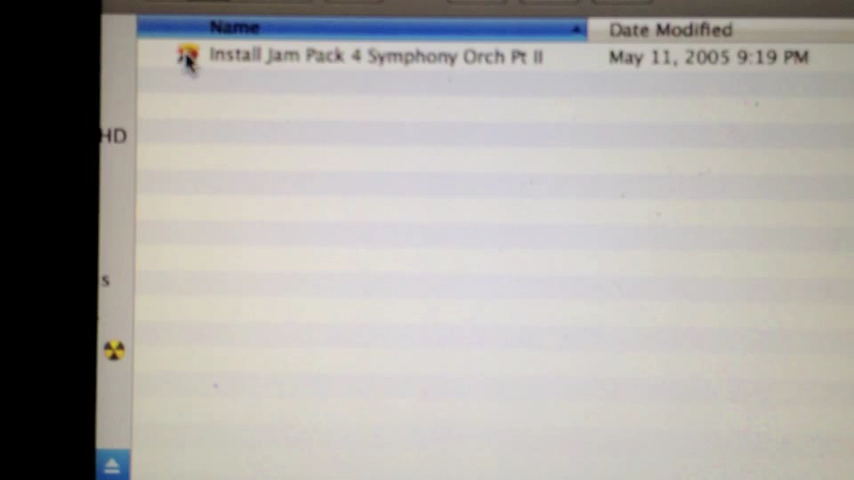 Name Date Modified
Install Jam Pack 4 Symphony Orch Pt II May 11, 2005 9:19 PM
HD
s